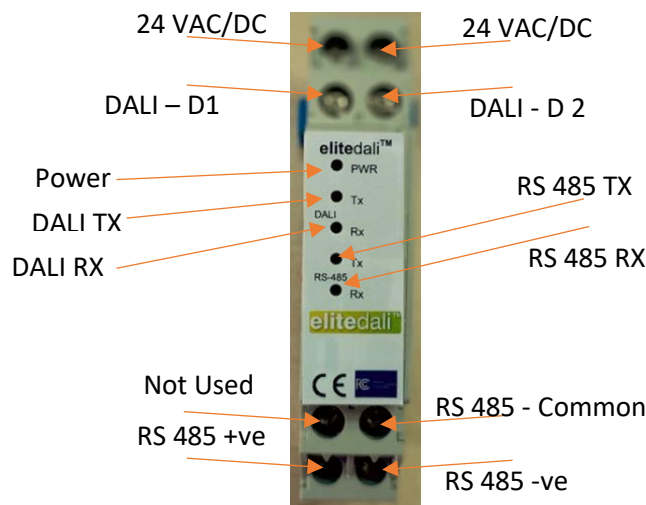 24 VAC/DC
24 VAC/DC
DALI – D1
DALI - D 2
elitedali™
Power
PWR
RS 485 TX
DALI TX
Tx
DALI
Rx
DALI RX
Tx
RS 485 RX
RS-485
Rx
elitedali™
CE FC
Not Used
RS 485 - Common
RS 485 +ve
RS 485 -ve